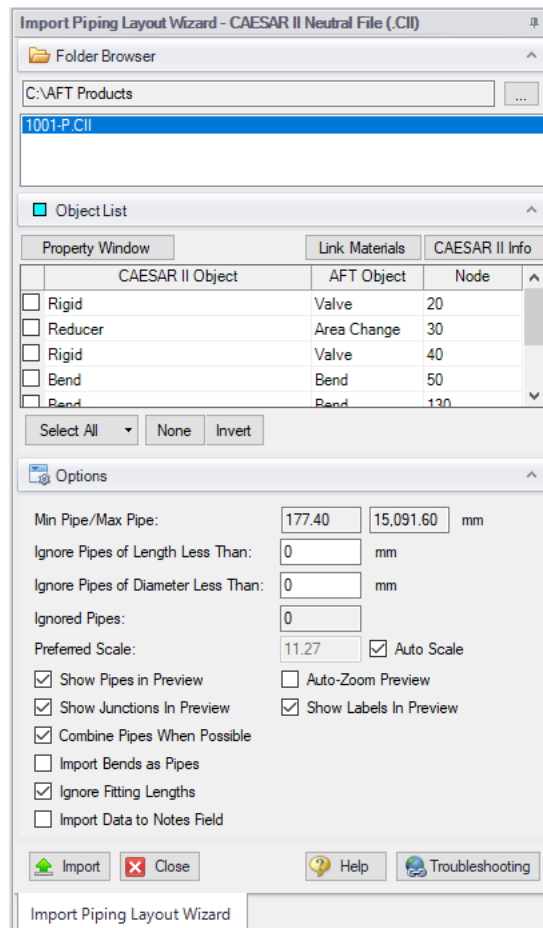 Import Piping Layout Wizard - CAESAR II Neutral File (.CII)
Folder Browser
C:\AFT Products
...
1001-P.CII
Object List
Property Window Link Materials CAESAR II Info
CAESAR II Object AFT Object Node
Rigid Valve 20
Reducer Area Change 30
Rigid Valve 40
Bend Bend 50
Bend Bend 130
Select All None Invert
Options
Min Pipe/Max Pipe: 177.40 15,091.60 mm
Ignore Pipes of Length Less Than: 0 mm
Ignore Pipes of Diameter Less Than: 0 mm
Ignored Pipes: 0
Preferred Scale: 11.27 Auto Scale
Show Pipes in Preview Auto-Zoom Preview
Show Junctions In Preview Show Labels In Preview
Combine Pipes When Possible
Import Bends as Pipes
Ignore Fitting Lengths
Import Data to Notes Field
Import Close Help Troubleshooting
Import Piping Layout Wizard